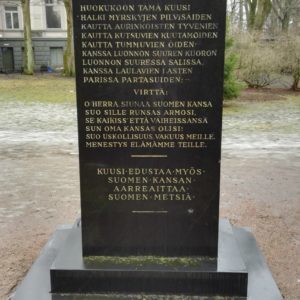 HUOKUKOON TÄMÄ KUUSI
HALKI MYRSKYJEN PILVISAIDEN
KAUTTA AURINKOISTEN TYVENIEN
KAUTTA KUTSUVIEN KUUTAMOIDEN
KAUTTA TUMMUVIEN ÖIDEN
KANSSA LUONNON SUUREN KUORON
LUONNON SUURESSA SALISSA,
KANSSA LAULAVIEN LASTEN
PARISSA PARTASUIDEN:
VIRTTÄ:
O HERRA SIUNAA SUOMEN KANSA
SUO SILLE RUNSAS ARMOSI,
SE KAIKISS' ETTÄ VAIHEISSANSA
SUN OMA KANSAS OLISI:
SUO USKOLLISUUS VAKUUS MEILLE,
MENESTYS ELÄMÄMME TEILLE.
KUUSI EDUSTAA MYÖS
SUOMEN KANSAN
AARREAITTAA
SUOMEN METSIÄ